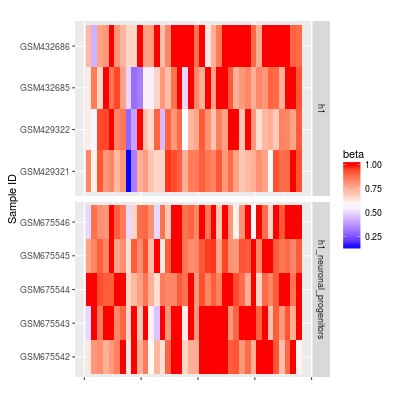 GSM432686
GSM432685
GSM429322
GSM429321
h1
GSM675546
GSM675545
GSM675544
GSM675543
GSM675542
h1_neuronal_progenitors
Sample ID
beta
1.00
0.75
0.50
0.25